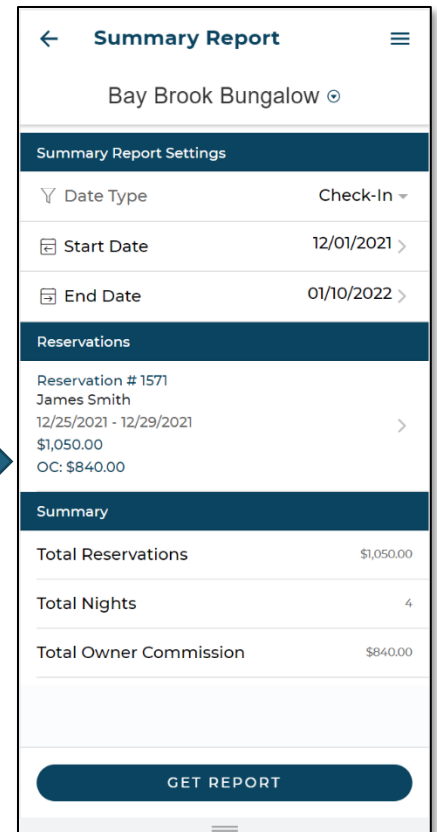 Summary Report
Bay Brook Bungalow
Summary Report Settings
Date Type Check-In
Start Date 12/01/2021
End Date 01/10/2022
Reservations
Reservation # 1571
James Smith
12/25/2021 - 12/29/2021
$1,050.00
OC: $840.00
Summary
Total Reservations $1,050.00
Total Nights 4
Total Owner Commission $840.00
GET REPORT